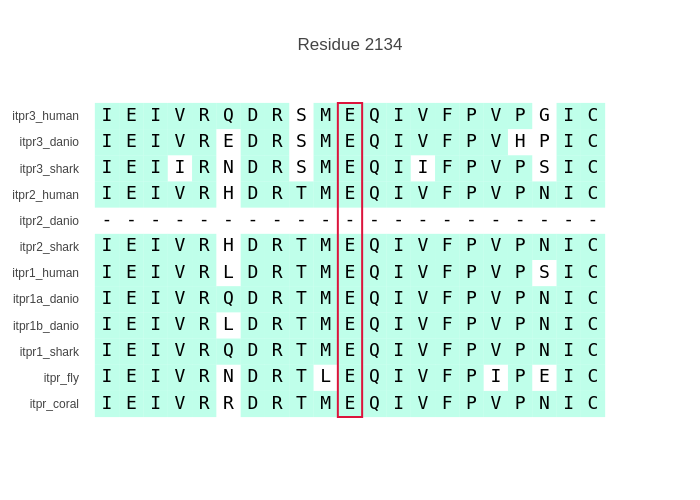 Residue 2134
itpr3_human I E I V R Q D R S M E Q I V F P V P G I C
itpr3_danio I E I V R E D R S M E Q I V F P V H P I C
itpr3_shark I E I I R N D R S M E Q I I F P V P S I C
itpr2_human I E I V R H D R T M E Q I V F P V P N I C
itpr2_danio - - - - - - - - - - - - - - - - - - - - -
itpr2_shark I E I V R H D R T M E Q I V F P V P N I C
itpr1_human I E I V R L D R T M E Q I V F P V P S I C
itpr1a_danio I E I V R Q D R T M E Q I V F P V P N I C
itpr1b_danio I E I V R L D R T M E Q I V F P V P N I C
itpr1_shark I E I V R Q D R T M E Q I V F P V P N I C
itpr_fly I E I V R N D R T L E Q I V F P I P E I C
itpr_coral I E I V R R D R T M E Q I V F P V P N I C